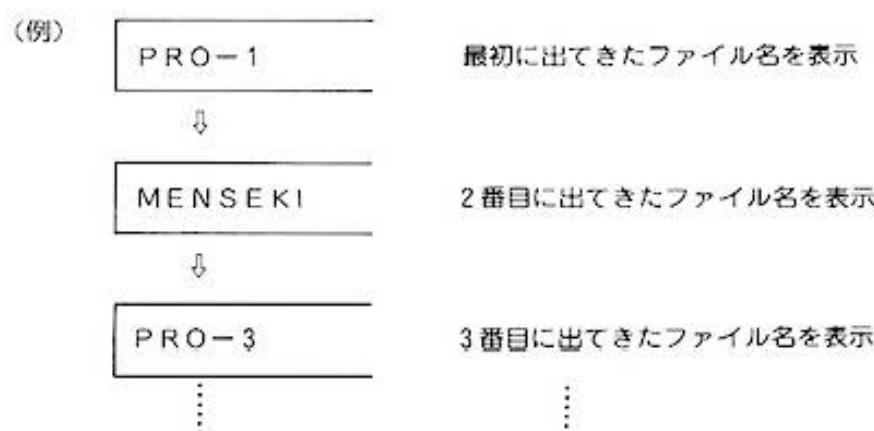 (例)
PRO-1 最初に出てきたファイル名を表示
⇩
MENSEKI 2番目に出てきたファイル名を表示
⇩
PRO-3 3番目に出てきたファイル名を表示